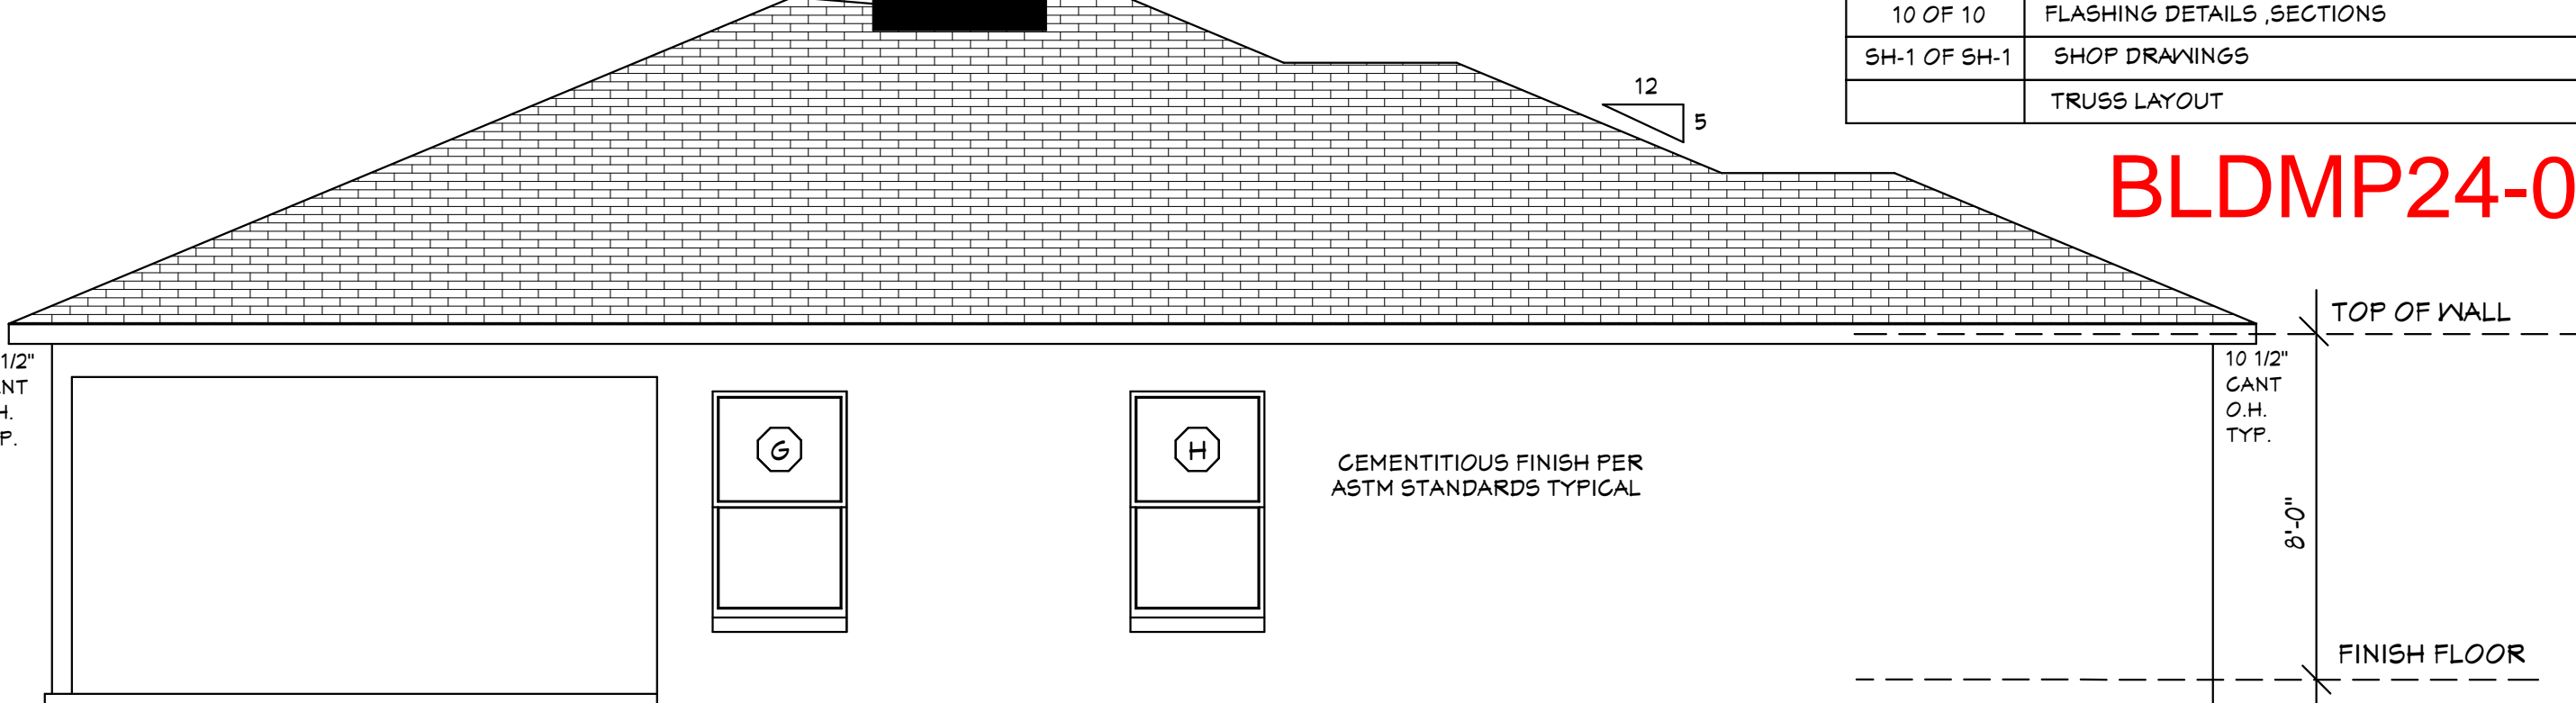 10 OF 10 FLASHING DETAILS ,SECTIONS
SH-1 OF SH-1 SHOP DRAWINGS
TRUSS LAYOUT
12
5
BLDMP24-0
TOP OF WALL
1/2"
10 1/2"
CANT
O.H.
TYP.
G
H
CEMENTITIOUS FINISH PER
ASTM STANDARDS TYPICAL
8'-0"
FINISH FLOOR